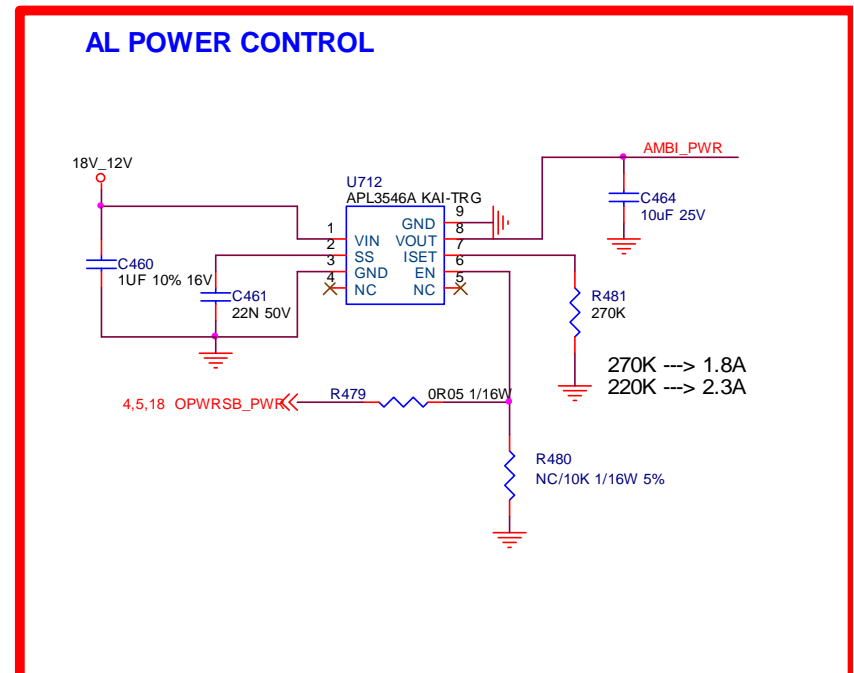 AL POWER CONTROL
18V_12V
AMBI_PWR
U712
APL3546A KAI-TRG
C464
10uF 25V
1
2
3
4
VIN
SS
GND
NC
GND
VOUT
ISET
EN
NC
9
8
7
6
5
C460
1UF 10% 16V
C461
22N 50V
R481
270K
270K ---> 1.8A
220K ---> 2.3A
4,5,18 OPWRSB_PWR
R479
0R05 1/16W
R480
NC/10K 1/16W 5%